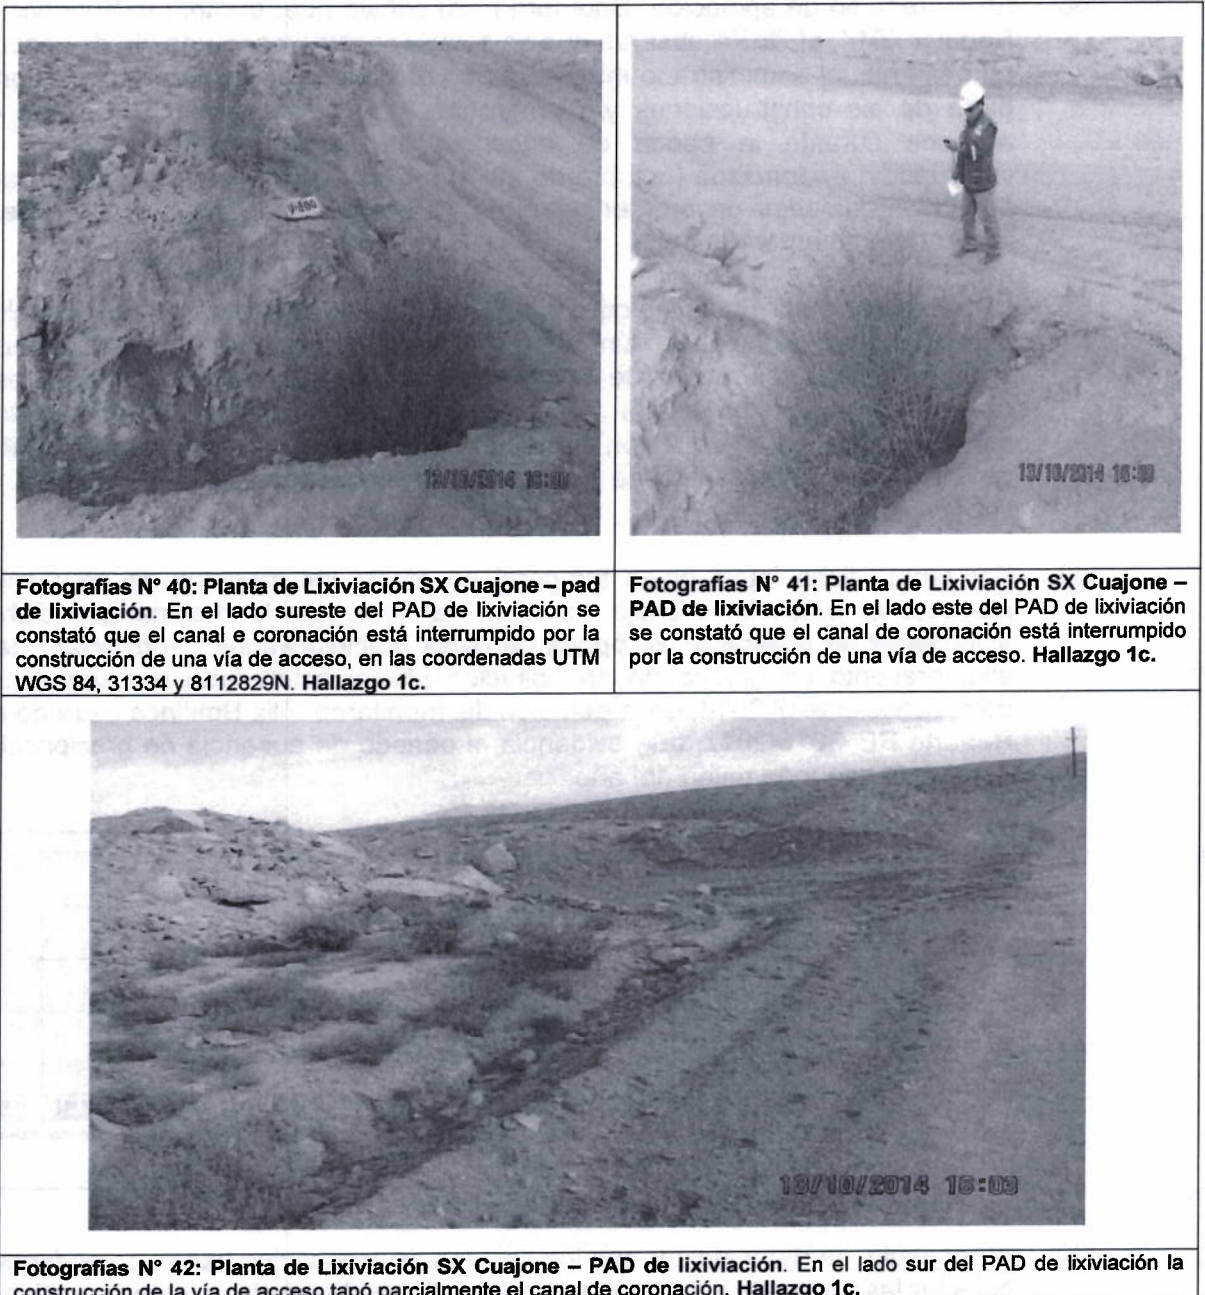 V-800
13/10/2014 16:03
13/10/2014 16:03
Fotografías N° 40: Planta de Lixiviación SX Cuajone – pad
de lixiviación. En el lado sureste del PAD de lixiviación se
constató que el canal e coronación está interrumpido por la
construcción de una vía de acceso, en las coordenadas UTM
WGS 84, 31334 y 8112829N. Hallazgo 1c.
Fotografías N° 41: Planta de Lixiviación SX Cuajone –
PAD de lixiviación. En el lado este del PAD de lixiviación
se constató que el canal de coronación está interrumpido
por la construcción de una vía de acceso. Hallazgo 1c.
13/10/2014 16:03
Fotografías N° 42: Planta de Lixiviación SX Cuajone – PAD de lixiviación. En el lado sur del PAD de lixiviación la
construcción de la vía de acceso tapó parcialmente el canal de coronación. Hallazgo 1c.